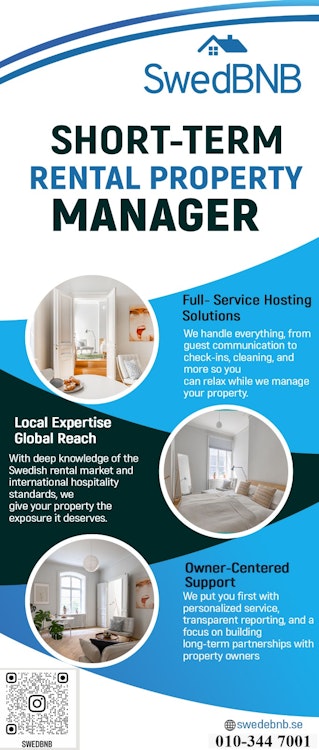 SwedBNB
SHORT-TERM
RENTAL PROPERTY
MANAGER
Full- Service Hosting
Solutions
We handle everything, from
guest communication to
check-ins, cleaning, and
more so you
can relax while we manage
your property.
Local Expertise
Global Reach
With deep knowledge of the
Swedish rental market and
international hospitality
standards, we
give your property the
exposure it deserves.
Owner-Centered
Support
We put you first with
personalized service,
transparent reporting, and a
focus on building
long-term partnerships with
property owners
SWEDBNB
swedebnb.se
010-344 7001